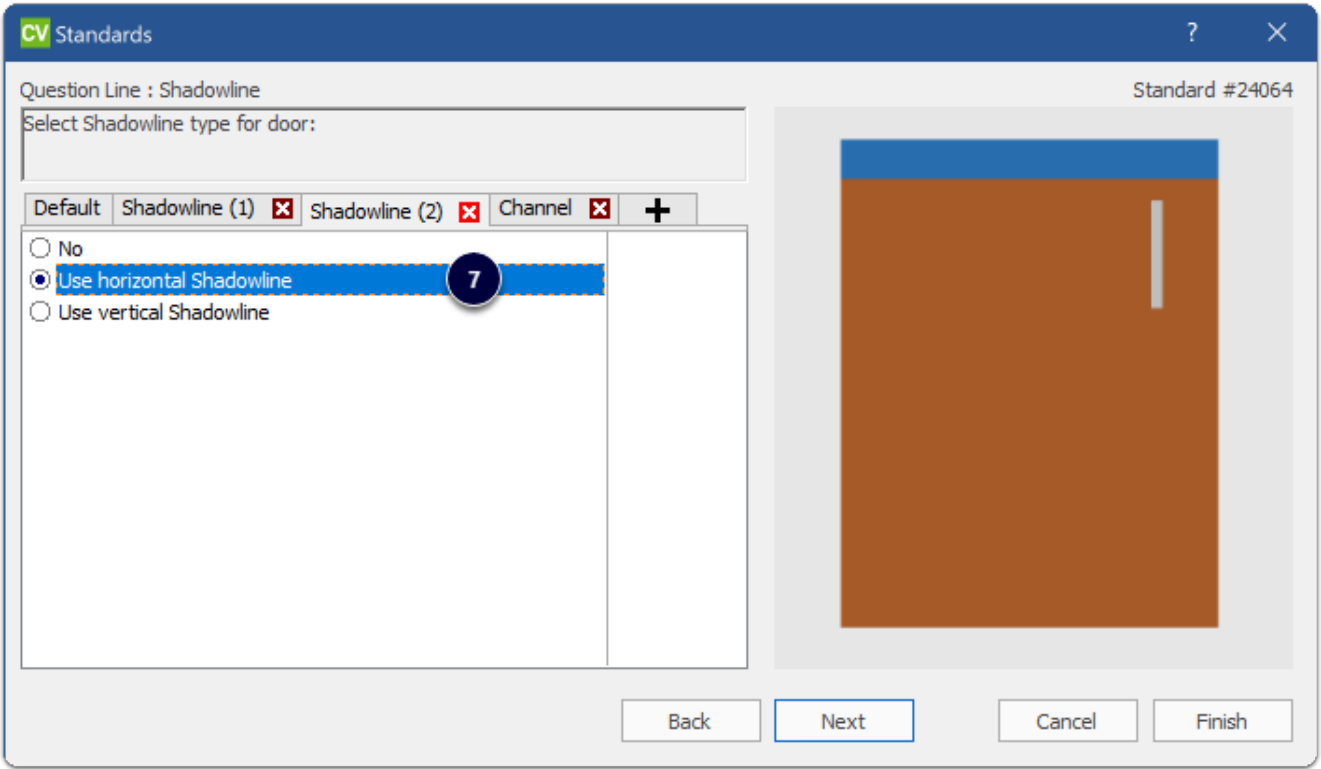 CV Standards ?
Question Line : Shadowline Standard #24064
Select Shadowline type for door:
Default Shadowline (1) Shadowline (2) Channel +
No
Use horizontal Shadowline 7
Use vertical Shadowline
Back Next Cancel Finish